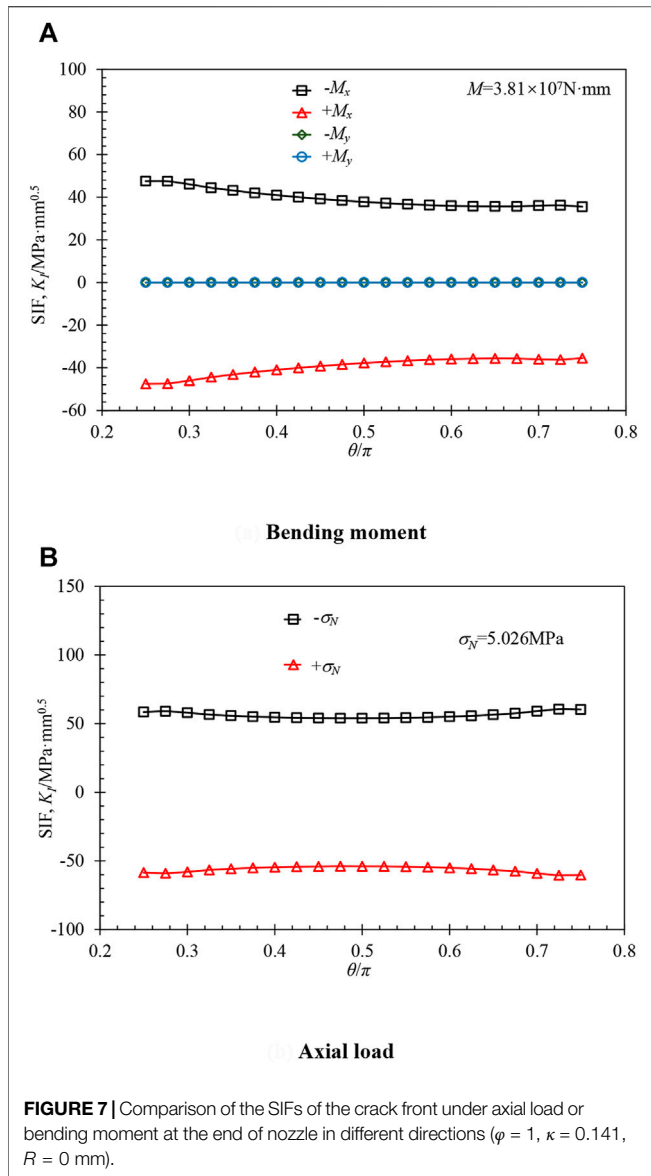 A
100
80
60
40
20
0
-20
-40
-60
SIF, K_I/MPa·mm^0.5
-M_x
+M_x
-M_y
+M_y
M=3.81×10⁷N·mm
0.2 0.3 0.4 0.5 0.6 0.7 0.8
θ/π
(a) Bending moment
B
150
100
50
0
-50
-100
SIF, K_I/MPa·mm^0.5
-σ_N
+σ_N
σ_N=5.026MPa
0.2 0.3 0.4 0.5 0.6 0.7 0.8
θ/π
(b) Axial load
FIGURE 7 | Comparison of the SIFs of the crack front under axial load or
bending moment at the end of nozzle in different directions (φ = 1, κ = 0.141,
R = 0 mm).